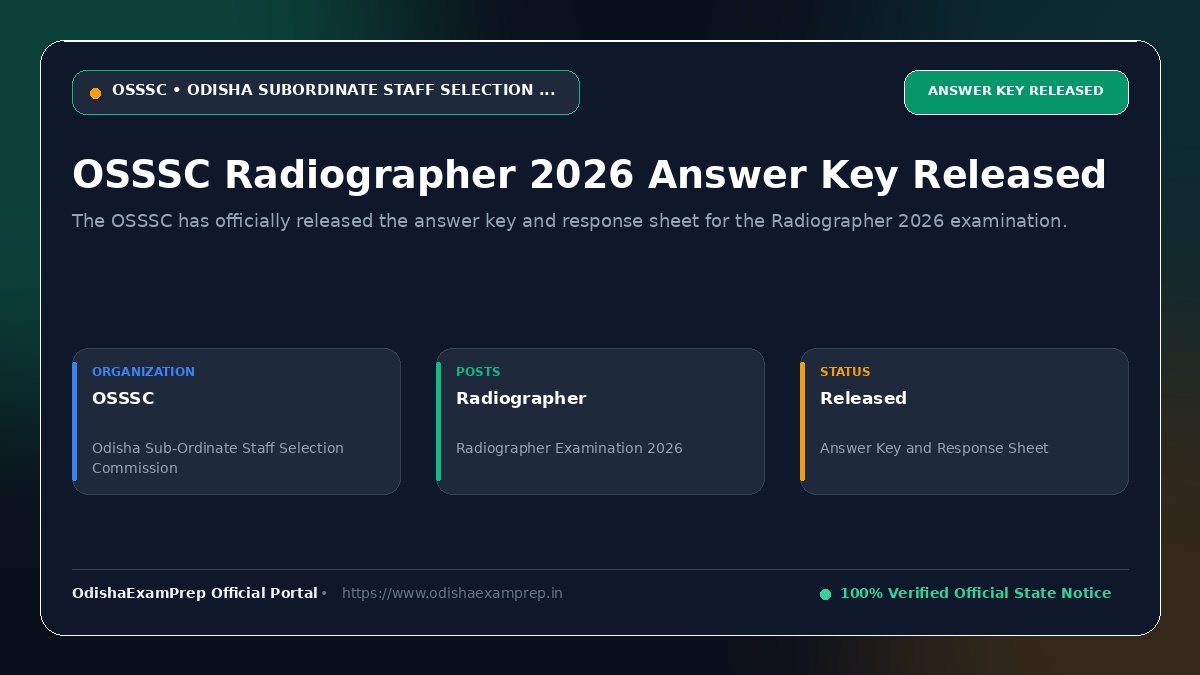 OSSSC • ODISHA SUBORDINATE STAFF SELECTION ...
ANSWER KEY RELEASED
OSSSC Radiographer 2026 Answer Key Released
The OSSSC has officially released the answer key and response sheet for the Radiographer 2026 examination.
ORGANIZATION
OSSSC
Odisha Sub-Ordinate Staff Selection
Commission
POSTS
Radiographer
Radiographer Examination 2026
STATUS
Released
Answer Key and Response Sheet
OdishaExamPrep Official Portal • https://www.odishaexamprep.in
100% Verified Official State Notice